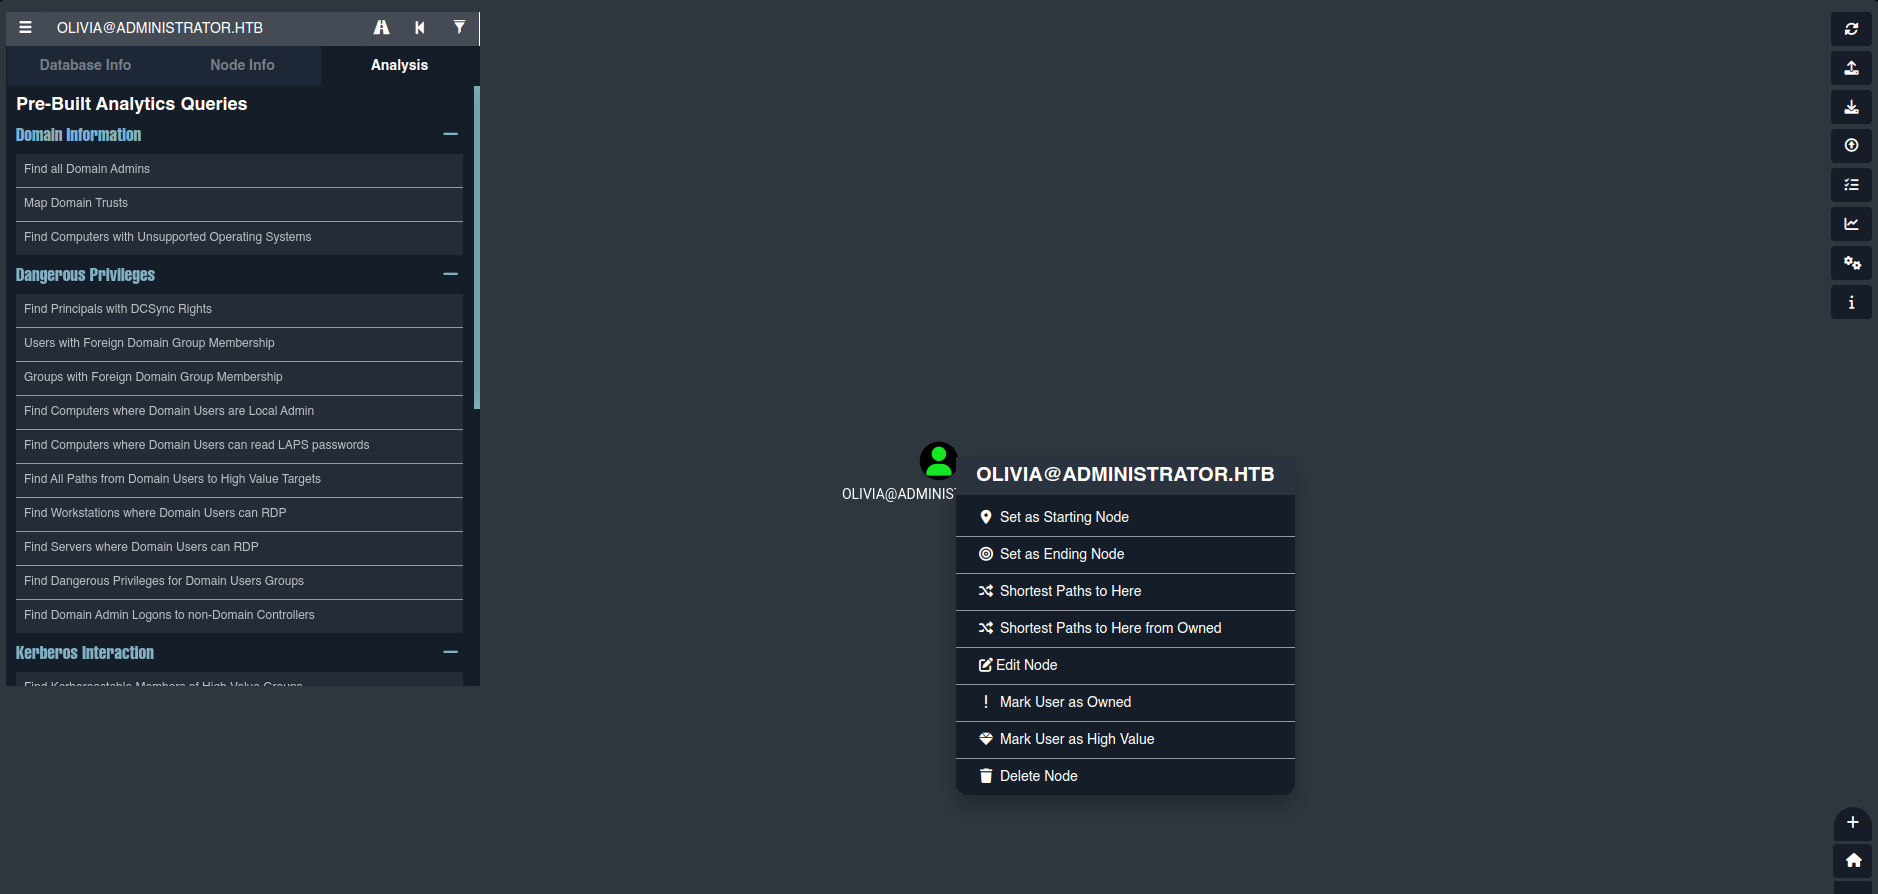 OLIVIA@ADMINISTRATOR.HTB
Database Info
Node Info
Analysis
Pre-Built Analytics Queries
Domain Information
Find all Domain Admins
Map Domain Trusts
Find Computers with Unsupported Operating Systems
Dangerous Privileges
Find Principals with DCSync Rights
Users with Foreign Domain Group Membership
Groups with Foreign Domain Group Membership
Find Computers where Domain Users are Local Admin
Find Computers where Domain Users can read LAPS passwords
Find All Paths from Domain Users to High Value Targets
Find Workstations where Domain Users can RDP
Find Servers where Domain Users can RDP
Find Dangerous Privileges for Domain Users Groups
Find Domain Admin Logons to non-Domain Controllers
Kerberos Interaction
Find Kerberoastable Members of High Value Groups
OLIVIA@ADMINIS
OLIVIA@ADMINISTRATOR.HTB
Set as Starting Node
Set as Ending Node
Shortest Paths to Here
Shortest Paths to Here from Owned
Edit Node
Mark User as Owned
Mark User as High Value
Delete Node